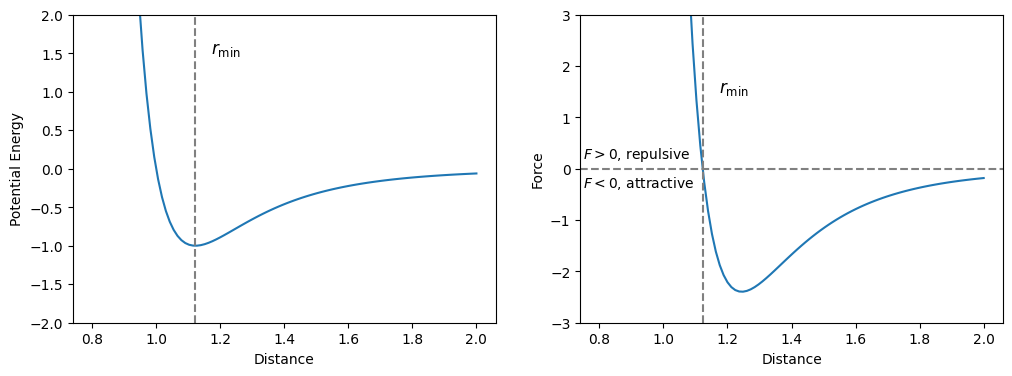 2.0
1.5
1.0
0.5
0.0
−0.5
−1.0
−1.5
−2.0
Potential Energy
r_min
0.8 1.0 1.2 1.4 1.6 1.8 2.0
Distance
3
2
1
0
−1
−2
−3
Force
r_min
F > 0, repulsive
F < 0, attractive
0.8 1.0 1.2 1.4 1.6 1.8 2.0
Distance